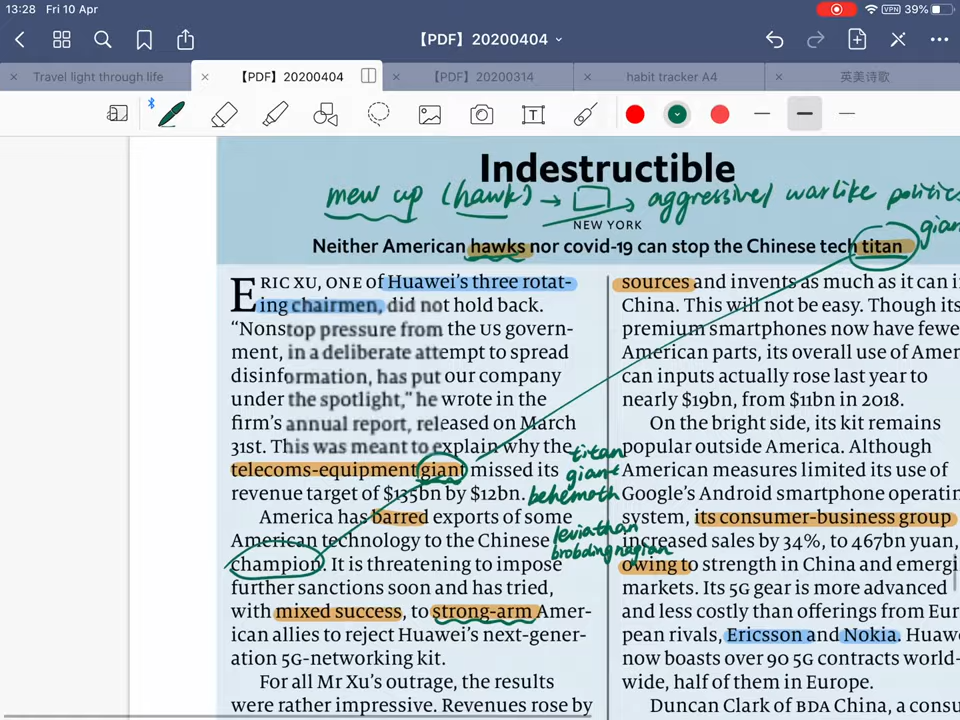 13:28 Fri 10 Apr
VPN 39%
【PDF】20200404
Travel light through life
【PDF】20200404
【PDF】20200314
habit tracker A4
英美诗歌
Indestructible
mew up (hawk) → → aggressived warlike politics
NEW YORK
giant
Neither American hawks nor covid-19 can stop the Chinese tech titan
ERIC XU, ONE of Huawei's three rotat-
ing chairmen, did not hold back.
"Nonstop pressure from the US govern-
ment, in a deliberate attempt to spread
disinformation, has put our company
under the spotlight," he wrote in the
firm's annual report, released on March
31st. This was meant to explain why the
telecoms-equipment giant missed its
revenue target of $135bn by $12bn.
America has barred exports of some
American technology to the Chinese
champion. It is threatening to impose
further sanctions soon and has tried,
with mixed success, to strong-arm Amer-
ican allies to reject Huawei's next-gener-
ation 5G-networking kit.
For all Mr Xu's outrage, the results
were rather impressive. Revenues rose by
titan
giant
behemoth
leviathan
brobdingnagian
sources and invents as much as it can i
China. This will not be easy. Though its
premium smartphones now have fewe
American parts, its overall use of Amer
can inputs actually rose last year to
nearly $19bn, from $11bn in 2018.
On the bright side, its kit remains
popular outside America. Although
American measures limited its use of
Google's Android smartphone operatin
system, its consumer-business group
increased sales by 34%, to 467bn yuan,
owing to strength in China and emergi
markets. Its 5G gear is more advanced
and less costly than offerings from Eur
pean rivals, Ericsson and Nokia. Huaw
now boasts over 90 5G contracts world-
wide, half of them in Europe.
Duncan Clark of BDA China, a consu